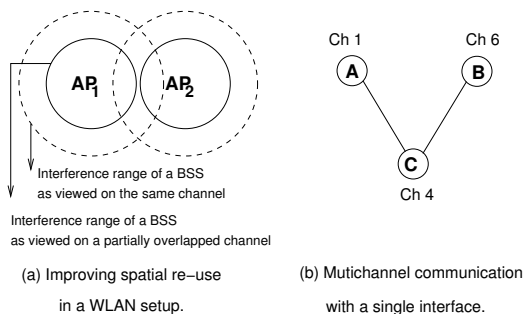 Ch 1
Ch 6
AP1
AP2
A
B
C
Ch 4
Interference range of a BSS
as viewed on the same channel
Interference range of a BSS
as viewed on a partially overlapped channel
(a) Improving spatial re-use
in a WLAN setup.
(b) Mutichannel communication
with a single interface.